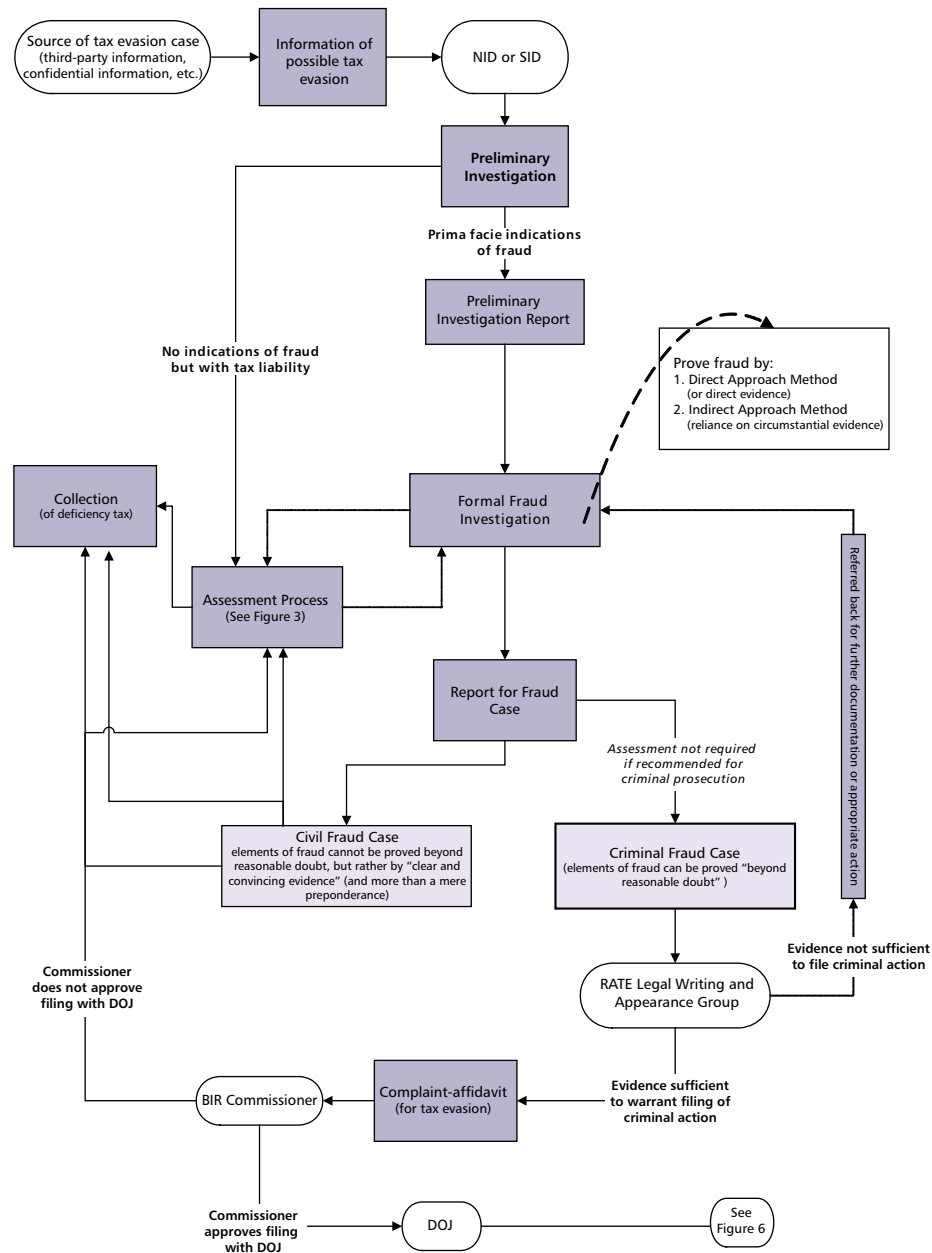 Source of tax evasion case
(third-party information,
confidential information, etc.)
Information of
possible tax
evasion
NID or SID
Preliminary
Investigation
Prima facie indications
of fraud
Preliminary
Investigation Report
No indications of fraud
but with tax liability
Prove fraud by:
1. Direct Approach Method
(or direct evidence)
2. Indirect Approach Method
(reliance on circumstantial evidence)
Collection
(of deficiency tax)
Formal Fraud
Investigation
Assessment Process
(See Figure 3)
Referred back for further documentation or appropriate action
Report for Fraud
Case
Assessment not required
if recommended for
criminal prosecution
Civil Fraud Case
elements of fraud cannot be proved beyond
reasonable doubt, but rather by “clear and
convincing evidence” (and more than a mere
preponderance)
Criminal Fraud Case
(elements of fraud can be proved “beyond
reasonable doubt” )
Evidence not sufficient
to file criminal action
Commissioner
does not approve
filing with DOJ
RATE Legal Writing and
Appearance Group
BIR Commissioner
Complaint-affidavit
(for tax evasion)
Evidence sufficient
to warrant filing of
criminal action
Commissioner
approves filing
with DOJ
DOJ
See
Figure 6